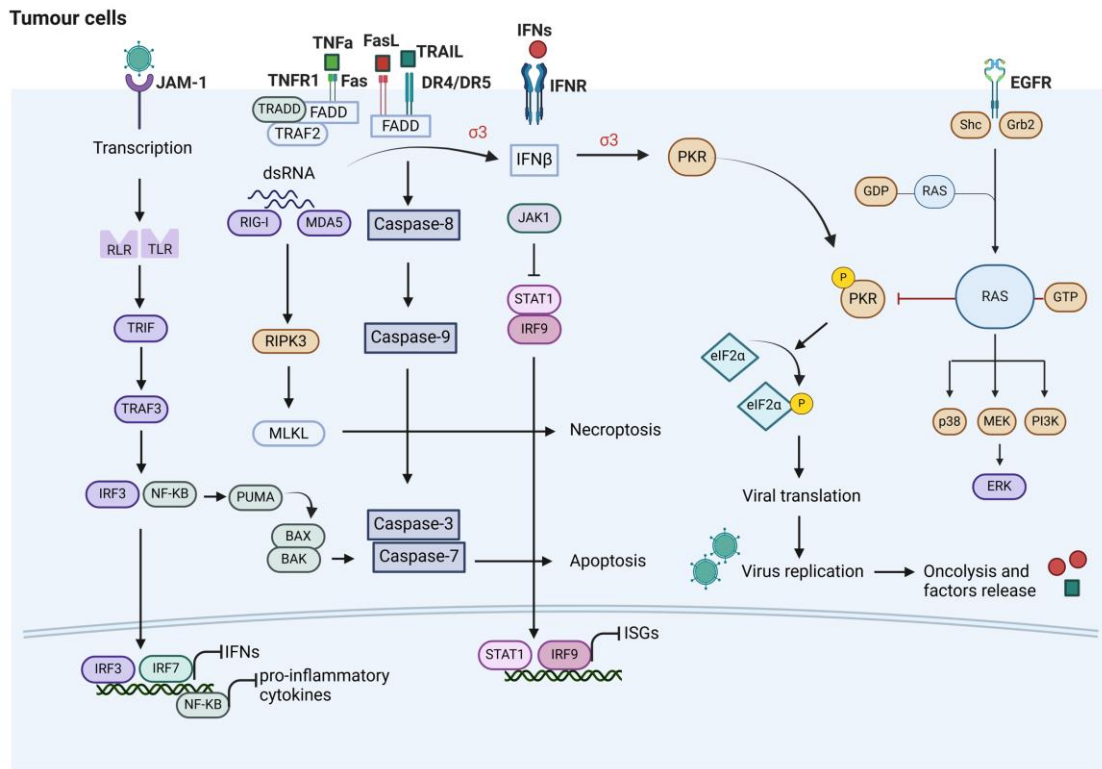 Tumour cells
JAM-1
Transcription
RLR TLR
TRIF
TRAF3
IRF3 NF-KB
PUMA
BAX
BAK
IRF3 IRF7
IFNs
NF-KB
pro-inflammatory
cytokines
TNFa
TNFR1 Fas
TRADD
FADD
TRAF2
FasL
TRAIL
DR4/DR5
FADD
dsRNA
RIG-I MDA5
RIPK3
MLKL
Necroptosis
Caspase-8
Caspase-9
Caspase-3
Caspase-7
Apoptosis
IFNs
IFNR
σ3
IFNβ
σ3
JAK1
STAT1
IRF9
STAT1 IRF9
ISGs
PKR
P
PKR
eIF2α
eIF2α P
Viral translation
Virus replication
Oncolysis and
factors release
EGFR
Shc Grb2
GDP RAS
RAS GTP
p38 MEK PI3K
ERK